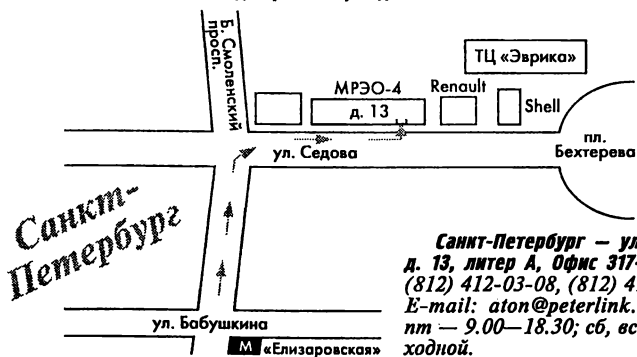 Б. Смоленский
просп.
ТЦ «Эврика»
МРЭО-4
Renault
д. 13
Shell
ул. Седова
пл.
Бехтерева
Санкт-
Петербург
ул. Бабушкина
М «Елизаровская»
Санкт-Петербург — ул
д. 13, литер А, Офис 317-
(812) 412-03-08, (812) 4
E-mail: aton@peterlink.
пт — 9.00—18.30; сб, вс
ходной.